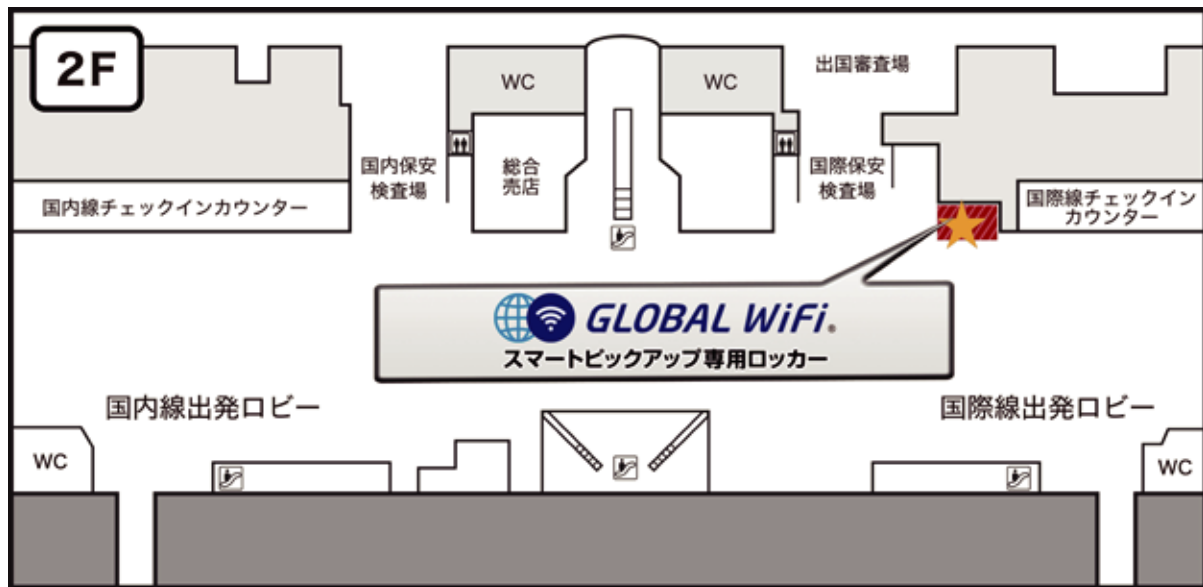 2F
WC
WC
出国審査場
国内保安
検査場
総合
売店
国際保安
検査場
国内線チェックインカウンター
国際線チェックイン
カウンター
GLOBAL WiFi®
スマートピックアップ専用ロッカー
国内線出発ロビー
国際線出発ロビー
WC
WC